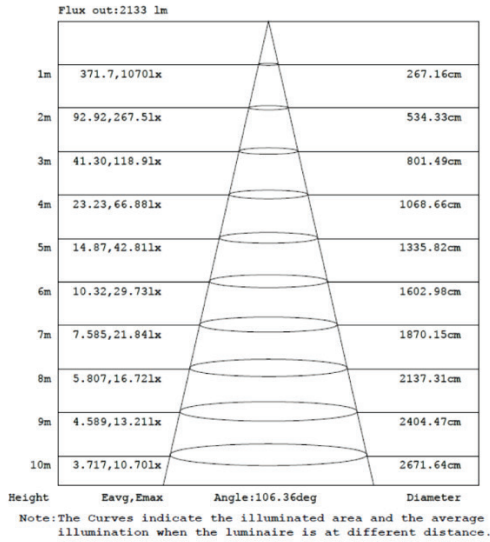 Flux out:2133 lm
1m 371.7,1070lx 267.16cm
2m 92.92,267.5lx 534.33cm
3m 41.30,118.9lx 801.49cm
4m 23.23,66.88lx 1068.66cm
5m 14.87,42.81lx 1335.82cm
6m 10.32,29.73lx 1602.98cm
7m 7.585,21.84lx 1870.15cm
8m 5.807,16.72lx 2137.31cm
9m 4.589,13.21lx 2404.47cm
10m 3.717,10.70lx 2671.64cm
Height Eavg,Emax Angle:106.36deg Diameter
Note:The Curves indicate the illuminated area and the average
illumination when the luminaire is at different distance.